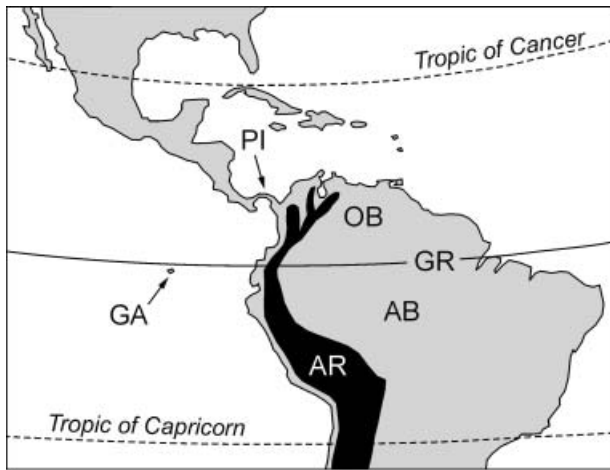 Tropic of Cancer
PI
OB
GR
GA
AB
AR
Tropic of Capricorn